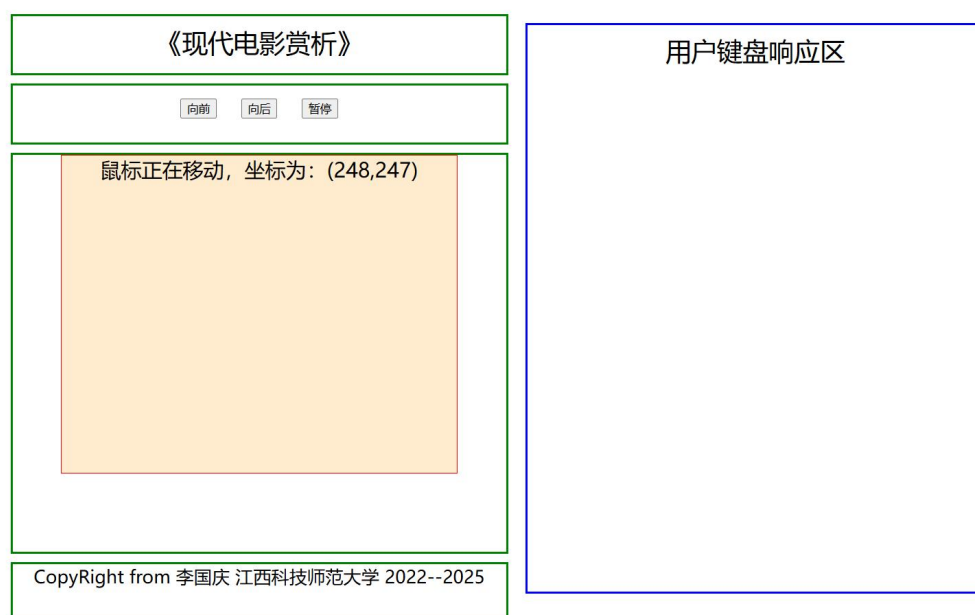 《现代电影赏析》
向前 向后 暂停
鼠标正在移动，坐标为：(248,247)
CopyRight from 李国庆 江西科技师范大学 2022--2025
用户键盘响应区